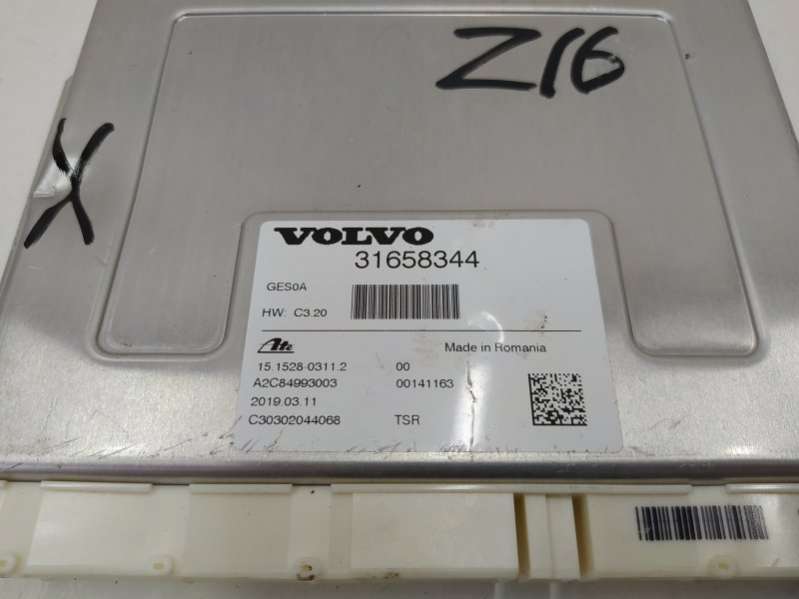 Z16
X
VOLVO
31658344
GES0A
HW: C3.20
Ate Made in Romania
15.1528-0311.2 00
A2C84993003 00141163
2019.03.11
C30302044068 TSR